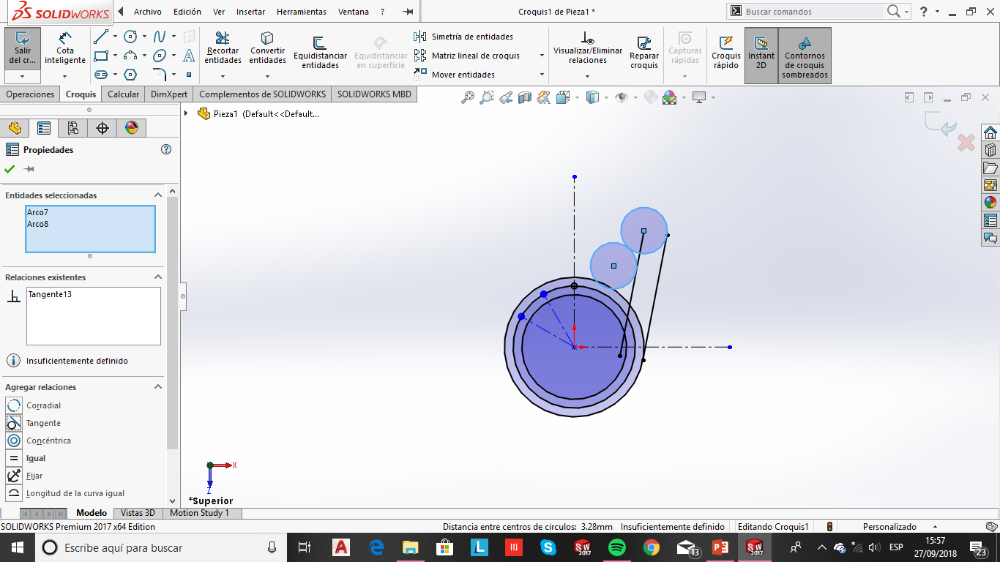 SOLIDWORKS
Archivo Edición Ver Insertar Herramientas Ventana ?
Croquis1 de Pieza1 *
Buscar comandos
?
Salir del cr...
Cota inteligente
Recortar entidades
Convertir entidades
Equidistanciar entidades
Equidistanciar en superficie
Simetría de entidades
Matriz lineal de croquis
Mover entidades
Visualizar/Eliminar relaciones
Reparar croquis
Capturas rápidas
Croquis rápido
Instant 2D
Contornos de croquis sombreados
Operaciones Croquis Calcular DimXpert Complementos de SOLIDWORKS SOLIDWORKS MBD
Pieza1 (Default<<Default...
Propiedades
Entidades seleccionadas
Arco7
Arco8
Relaciones existentes
Tangente13
Insuficientemente definido
Agregar relaciones
Corradial
Tangente
Concéntrica
Igual
Fijar
Longitud de la curva igual
X
Z
*Superior
Modelo Vistas 3D Motion Study 1
SOLIDWORKS Premium 2017 x64 Edition
Distancia entre centros de círculos: 3.28mm Insuficientemente definido Editando Croquis1 Personalizado
Escribe aquí para buscar
13
ESP
15:57
27/09/2018
23